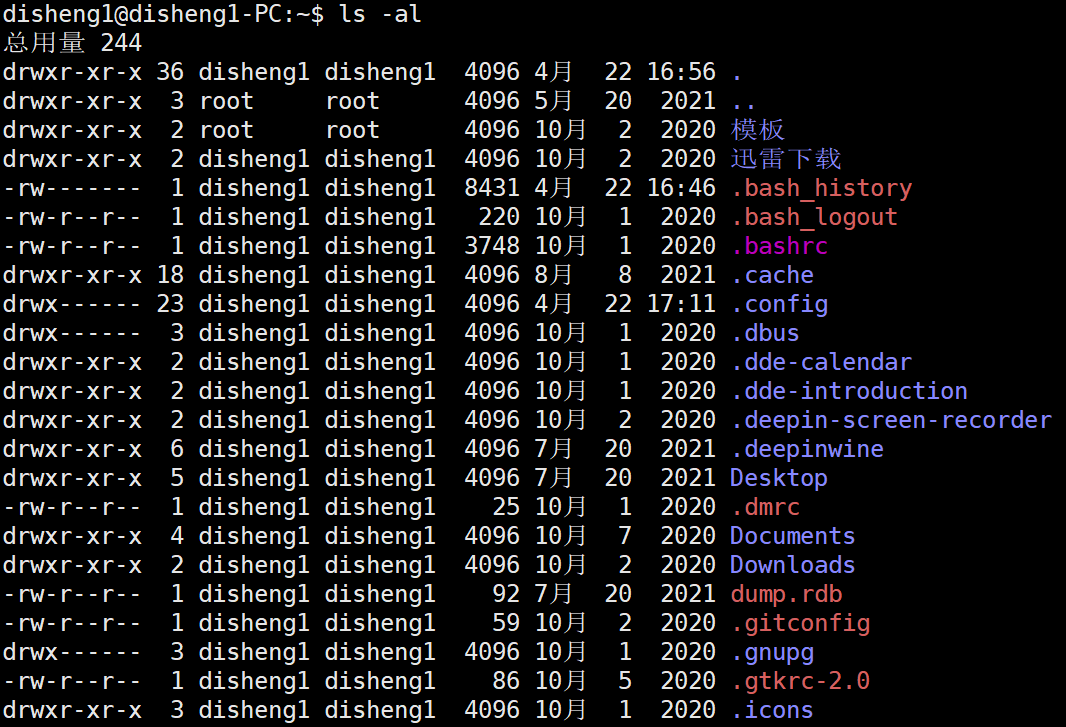 disheng1@disheng1-PC:~$ ls -al
总用量 244
drwxr-xr-x 36 disheng1 disheng1  4096 4月  22 16:56 .
drwxr-xr-x  3 root     root      4096 5月  20  2021 ..
drwxr-xr-x  2 root     root      4096 10月  2  2020 模板
drwxr-xr-x  2 disheng1 disheng1  4096 10月  2  2020 迅雷下载
-rw-------  1 disheng1 disheng1  8431 4月  22 16:46 .bash_history
-rw-r--r--  1 disheng1 disheng1   220 10月  1  2020 .bash_logout
-rw-r--r--  1 disheng1 disheng1  3748 10月  1  2020 .bashrc
drwxr-xr-x 18 disheng1 disheng1  4096 8月   8  2021 .cache
drwx------ 23 disheng1 disheng1  4096 4月  22 17:11 .config
drwx------  3 disheng1 disheng1  4096 10月  1  2020 .dbus
drwxr-xr-x  2 disheng1 disheng1  4096 10月  1  2020 .dde-calendar
drwxr-xr-x  2 disheng1 disheng1  4096 10月  1  2020 .dde-introduction
drwxr-xr-x  2 disheng1 disheng1  4096 10月  2  2020 .deepin-screen-recorder
drwxr-xr-x  6 disheng1 disheng1  4096 7月  20  2021 .deepinwine
drwxr-xr-x  5 disheng1 disheng1  4096 7月  20  2021 Desktop
-rw-r--r--  1 disheng1 disheng1    25 10月  1  2020 .dmrc
drwxr-xr-x  4 disheng1 disheng1  4096 10月  7  2020 Documents
drwxr-xr-x  2 disheng1 disheng1  4096 10月  2  2020 Downloads
-rw-r--r--  1 disheng1 disheng1    92 7月  20  2021 dump.rdb
-rw-r--r--  1 disheng1 disheng1    59 10月  2  2020 .gitconfig
drwx------  3 disheng1 disheng1  4096 10月  1  2020 .gnupg
-rw-r--r--  1 disheng1 disheng1    86 10月  5  2020 .gtkrc-2.0
drwxr-xr-x  3 disheng1 disheng1  4096 10月  1  2020 .icons